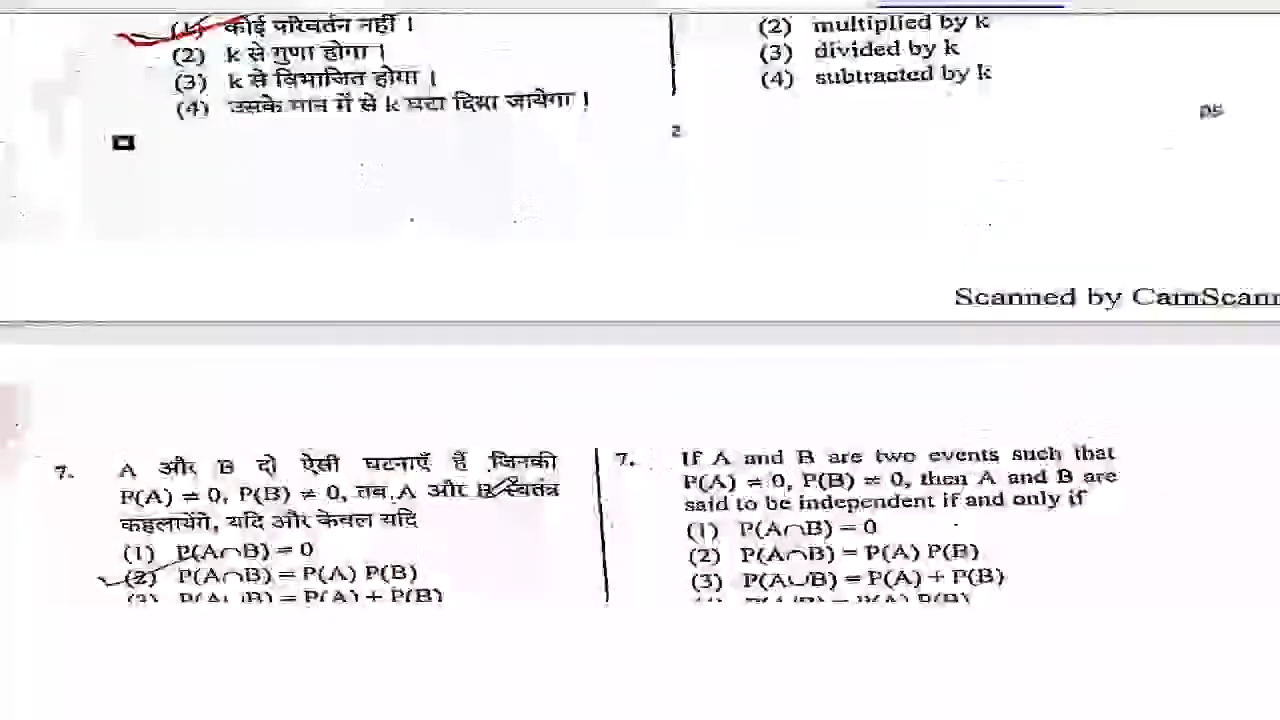 (1) कोई परिवर्तन नहीं ।
(2) k से गुणा होगा ।
(3) k से विभाजित होगा ।
(4) उसके मान में से k घटा दिया जायेगा ।
(2) multiplied by k
(3) divided by k
(4) subtracted by k
2
05
Scanned by CamScann
7. A और B दो ऐसी घटनाएँ हैं जिनकी
P(A) ≠ 0, P(B) ≠ 0, तब A और B स्वतंत्र
कहलायेंगे, यदि और केवल यदि
(1) P(A∩B) = 0
(2) P(A∩B) = P(A) P(B)
(3) P(A∪B) = P(A) + P(B)
7. If A and B are two events such that
P(A) ≠ 0, P(B) ≠ 0, then A and B are
said to be independent if and only if
(1) P(A∩B) = 0
(2) P(A∩B) = P(A) P(B)
(3) P(A∪B) = P(A) + P(B)